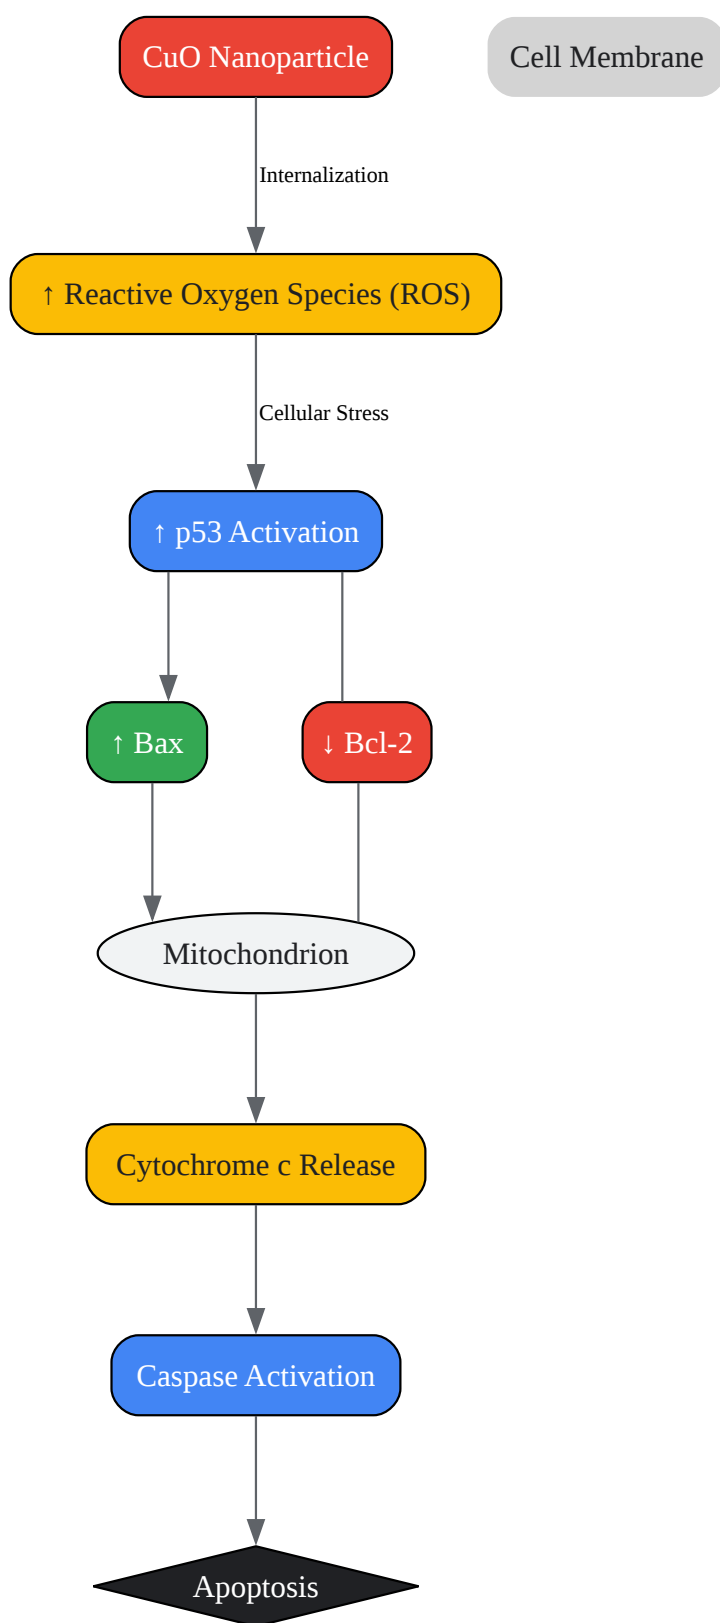 CuO Nanoparticle
Cell Membrane
Internalization
↑ Reactive Oxygen Species (ROS)
Cellular Stress
↑ p53 Activation
↑ Bax
↓ Bcl-2
Mitochondrion
Cytochrome c Release
Caspase Activation
Apoptosis